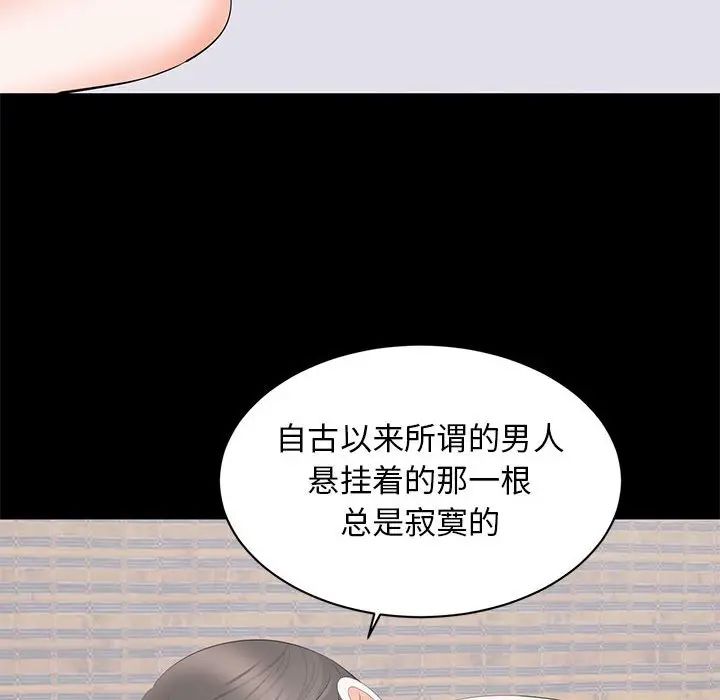 自古以来所谓的男人
悬挂着的那一根
总是寂寞的